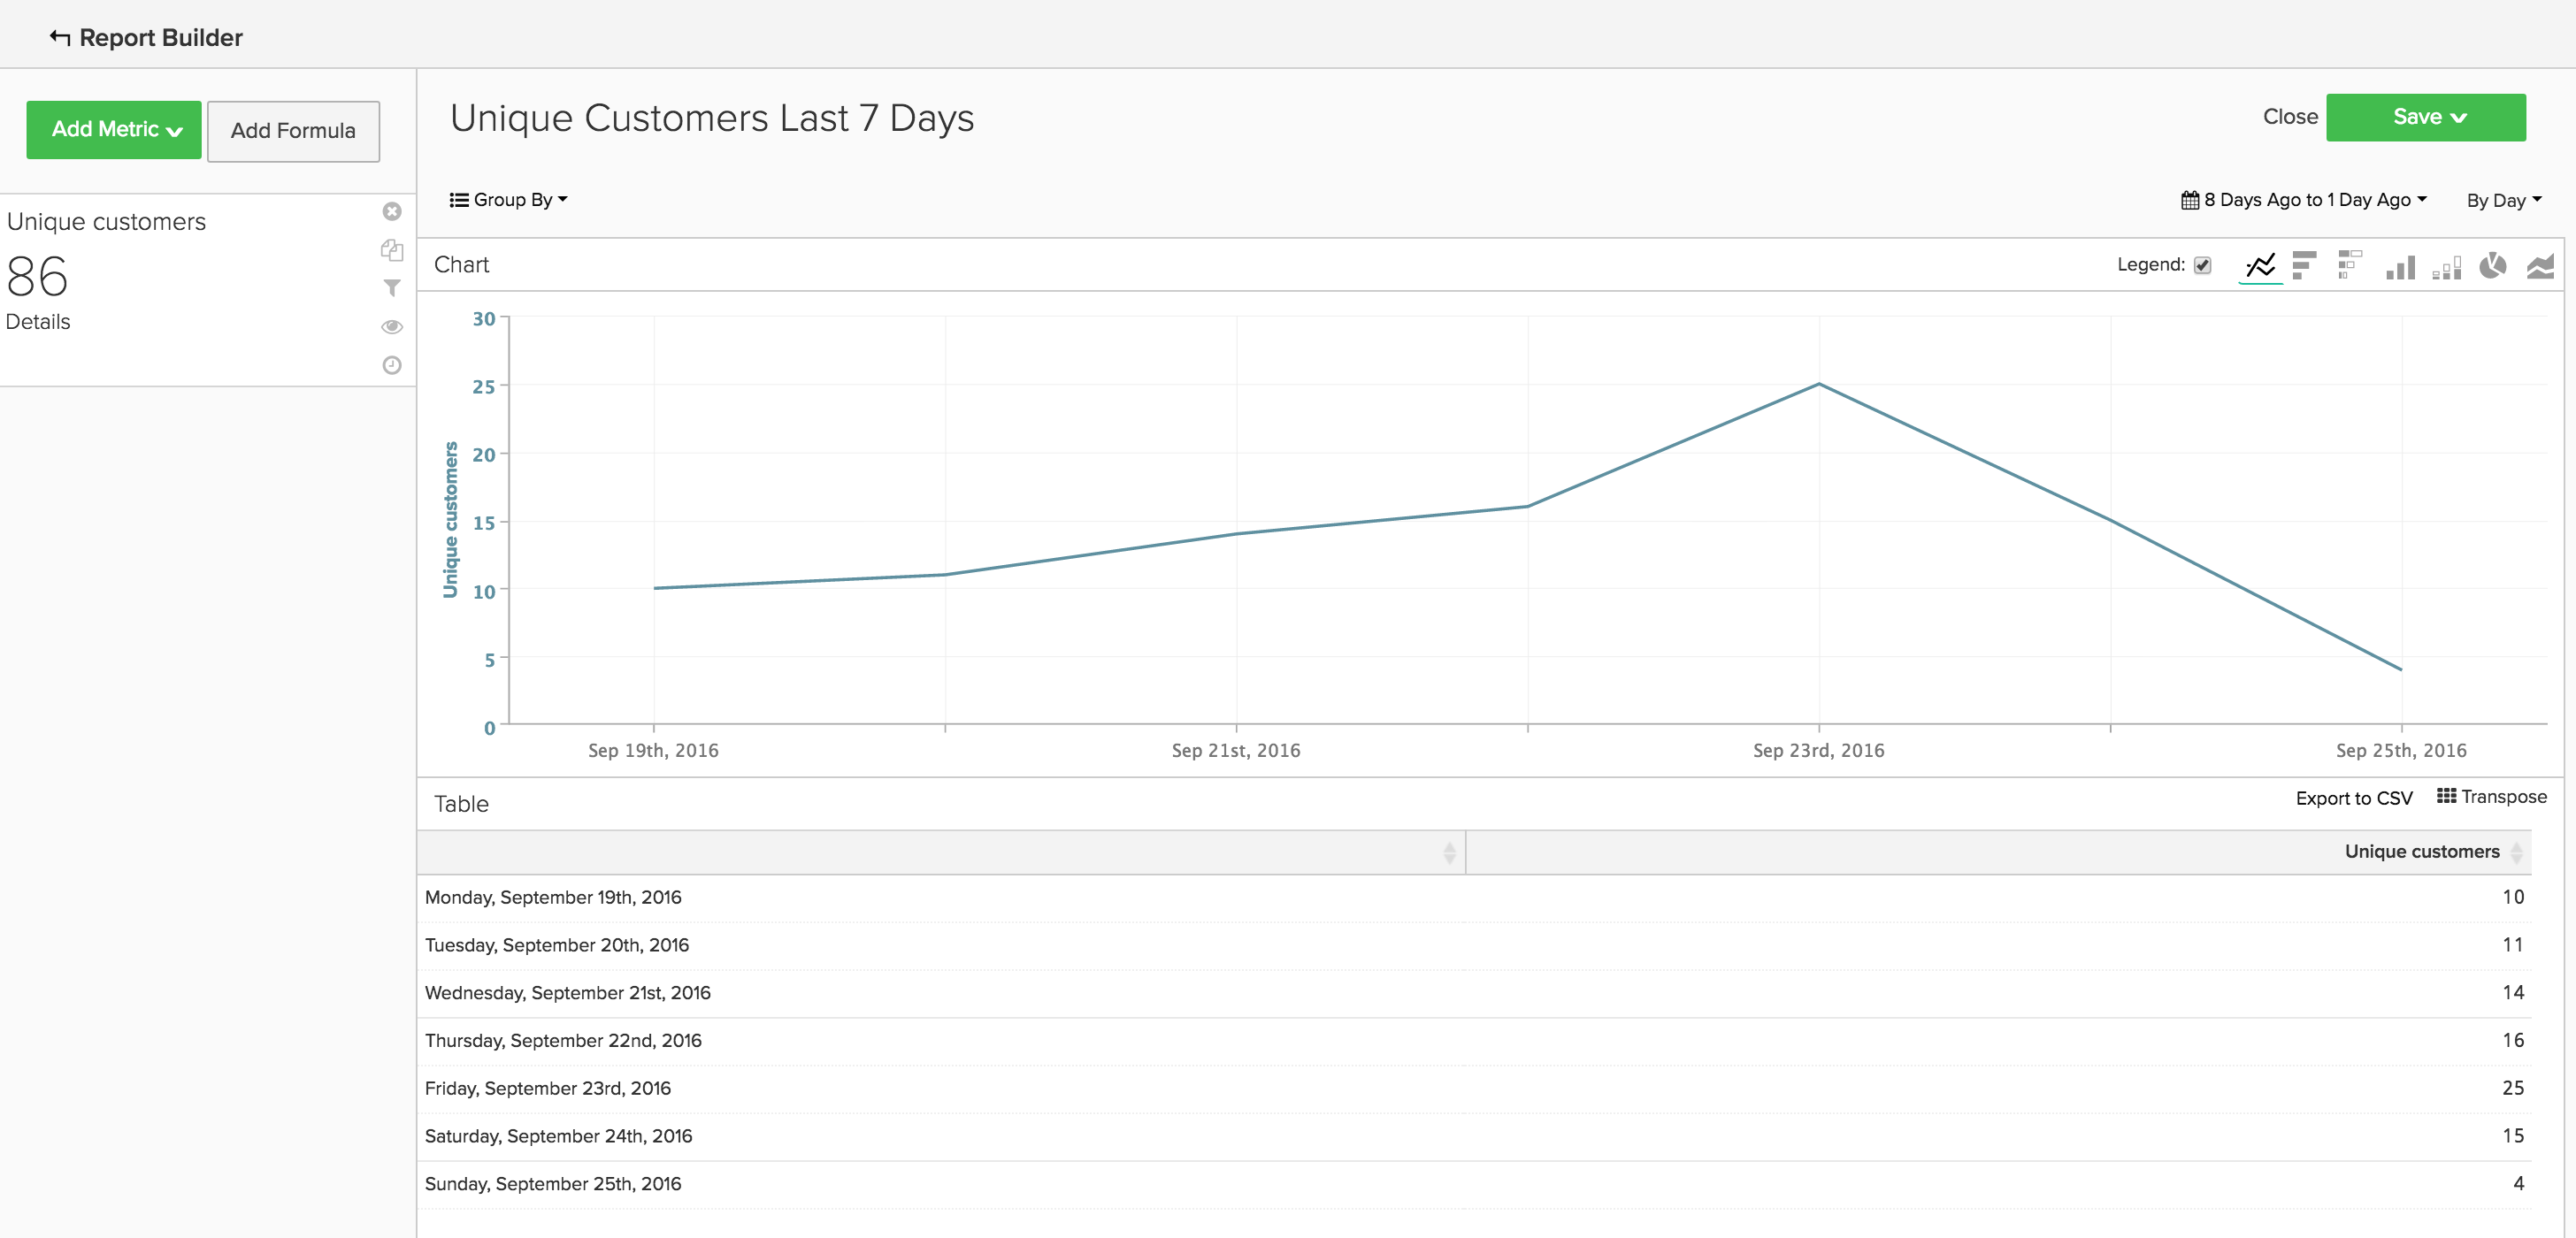 Report Builder
Add Metric
Add Formula
Unique customers
86
Details
Unique Customers Last 7 Days
Close
Save
Group By
8 Days Ago to 1 Day Ago
By Day
Chart
Legend:
30
25
20
15
10
5
0
Unique customers
Sep 19th, 2016
Sep 21st, 2016
Sep 23rd, 2016
Sep 25th, 2016
Table
Export to CSV
Transpose
Unique customers
Monday, September 19th, 2016 10
Tuesday, September 20th, 2016 11
Wednesday, September 21st, 2016 14
Thursday, September 22nd, 2016 16
Friday, September 23rd, 2016 25
Saturday, September 24th, 2016 15
Sunday, September 25th, 2016 4